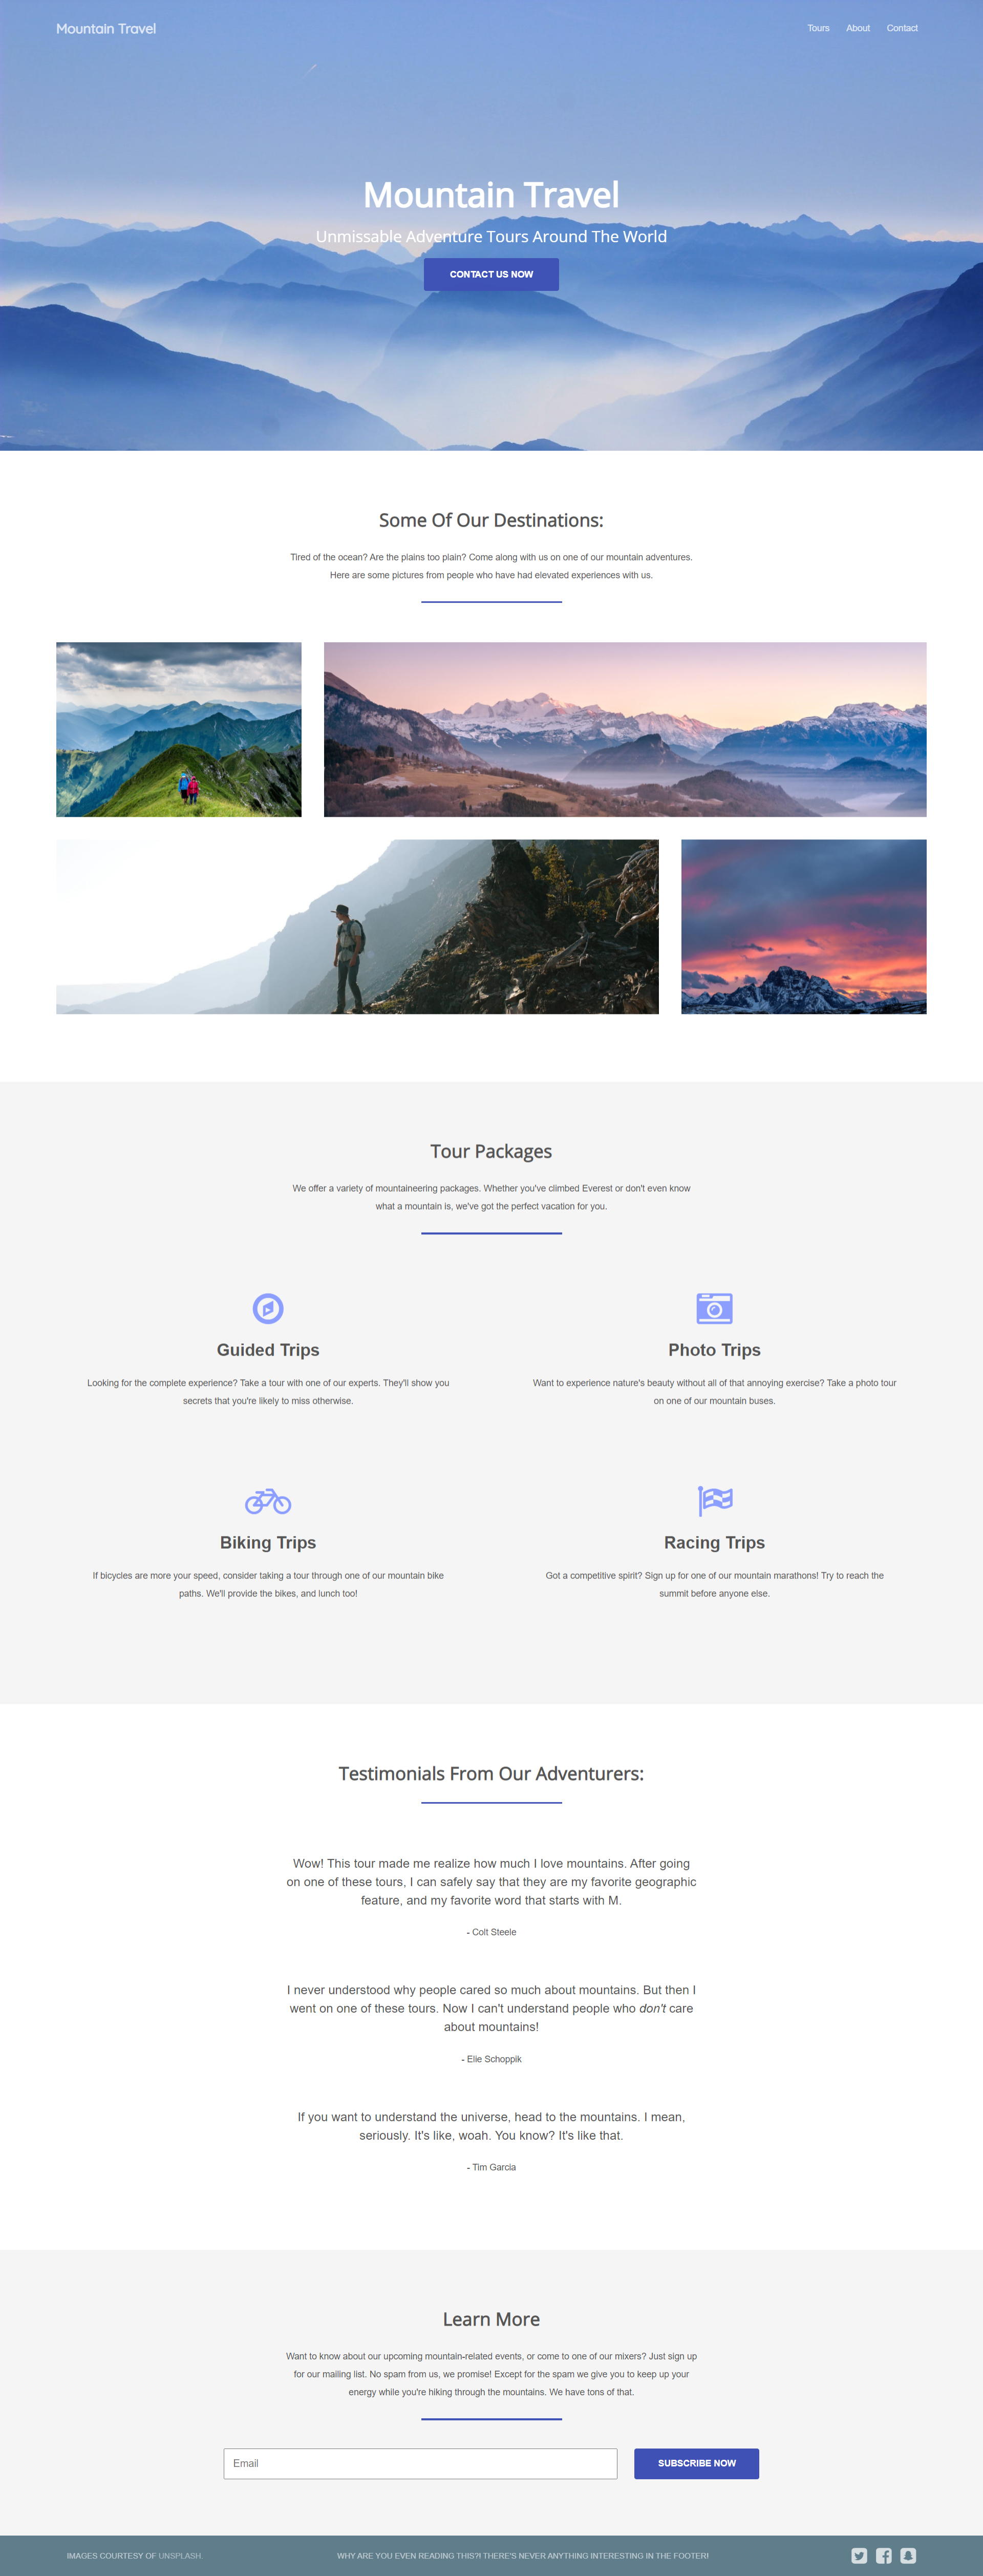 Mountain Travel
Tours About Contact
Mountain Travel
Unmissable Adventure Tours Around The World
CONTACT US NOW
Some Of Our Destinations:
Tired of the ocean? Are the plains too plain? Come along with us on one of our mountain adventures.
Here are some pictures from people who have had elevated experiences with us.
Tour Packages
We offer a variety of mountaineering packages. Whether you've climbed Everest or don't even know
what a mountain is, we've got the perfect vacation for you.
Guided Trips
Looking for the complete experience? Take a tour with one of our experts. They'll show you
secrets that you're likely to miss otherwise.
Photo Trips
Want to experience nature's beauty without all of that annoying exercise? Take a photo tour
on one of our mountain buses.
Biking Trips
If bicycles are more your speed, consider taking a tour through one of our mountain bike
paths. We'll provide the bikes, and lunch too!
Racing Trips
Got a competitive spirit? Sign up for one of our mountain marathons! Try to reach the
summit before anyone else.
Testimonials From Our Adventurers:
Wow! This tour made me realize how much I love mountains. After going
on one of these tours, I can safely say that they are my favorite geographic
feature, and my favorite word that starts with M.
- Colt Steele
I never understood why people cared so much about mountains. But then I
went on one of these tours. Now I can't understand people who don't care
about mountains!
- Elie Schoppik
If you want to understand the universe, head to the mountains. I mean,
seriously. It's like, woah. You know? It's like that.
- Tim Garcia
Learn More
Want to know about our upcoming mountain-related events, or come to one of our mixers? Just sign up
for our mailing list. No spam from us, we promise! Except for the spam we give you to keep up your
energy while you're hiking through the mountains. We have tons of that.
Email
SUBSCRIBE NOW
IMAGES COURTESY OF UNSPLASH.
WHY ARE YOU EVEN READING THIS?! THERE'S NEVER ANYTHING INTERESTING IN THE FOOTER!